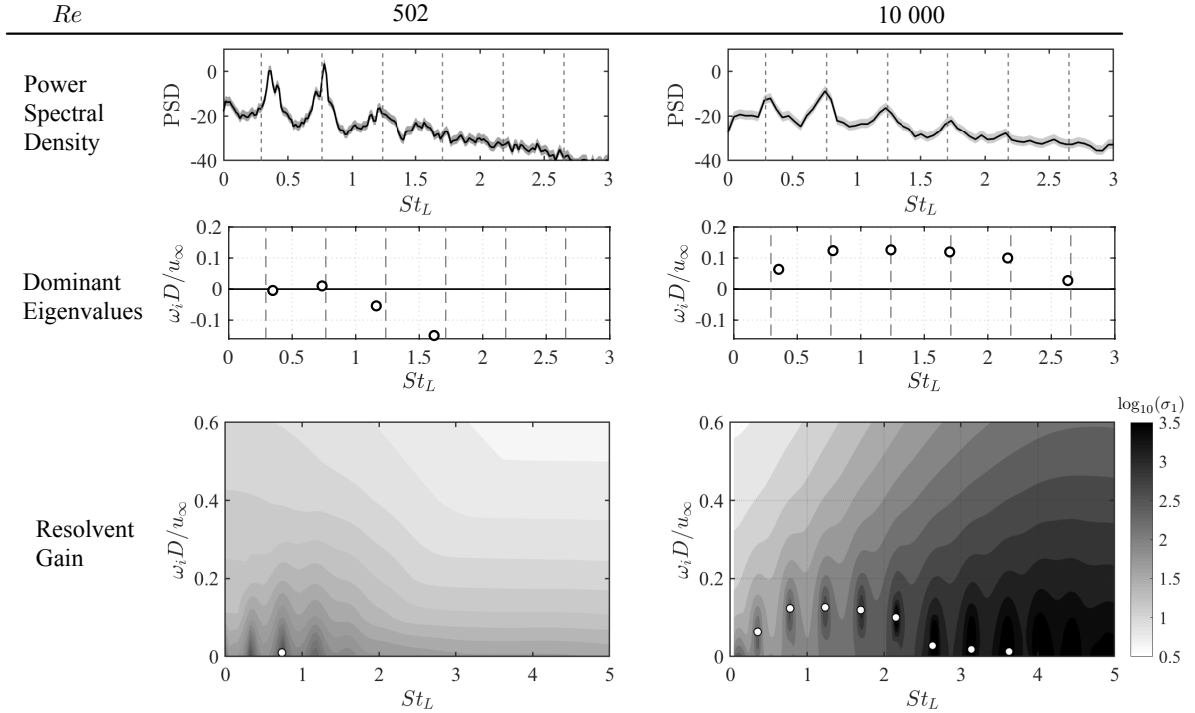 Re 502 10 000
Power
Spectral
Density
PSD
0
-20
-40
0 0.5 1 1.5 2 2.5 3
St_L
PSD
0
-20
-40
0 0.5 1 1.5 2 2.5 3
St_L
Dominant
Eigenvalues
ω_i D/u_∞
0.2
0.1
0
-0.1
0 0.5 1 1.5 2 2.5 3
St_L
ω_i D/u_∞
0.2
0.1
0
-0.1
0 0.5 1 1.5 2 2.5 3
St_L
Resolvent
Gain
ω_i D/u_∞
0.6
0.4
0.2
0
0 1 2 3 4 5
St_L
ω_i D/u_∞
0.6
0.4
0.2
0
0 1 2 3 4 5
St_L
log₁₀(σ₁)
3.5
3
2.5
2
1.5
1
0.5